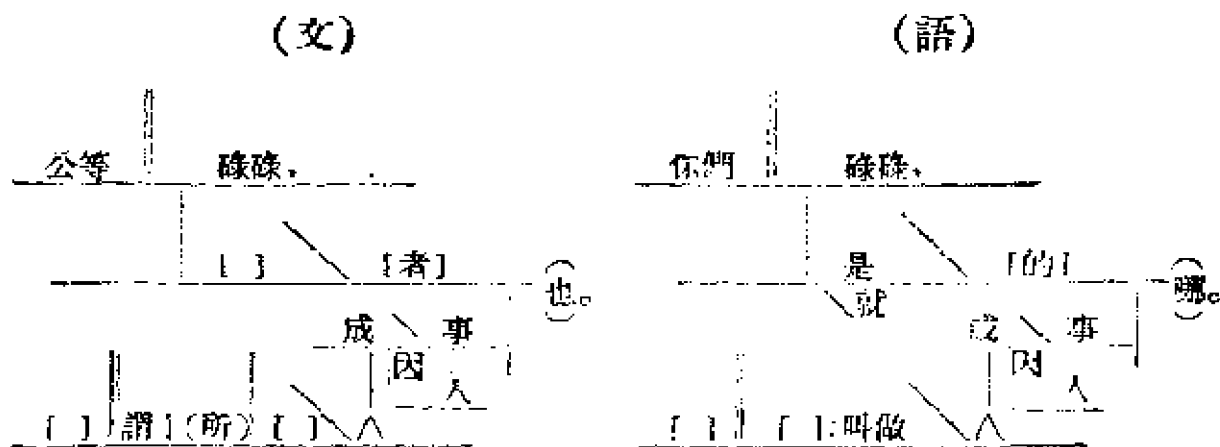 (文) (語)
公等 碌碌、 你們 碌碌、
[ ] [者] (也)。 是 [的] (哪)。
就
成 事 成 事
因 因
人 人
[ ] 謂 (所) [ ] [ ] [ ] 叫做